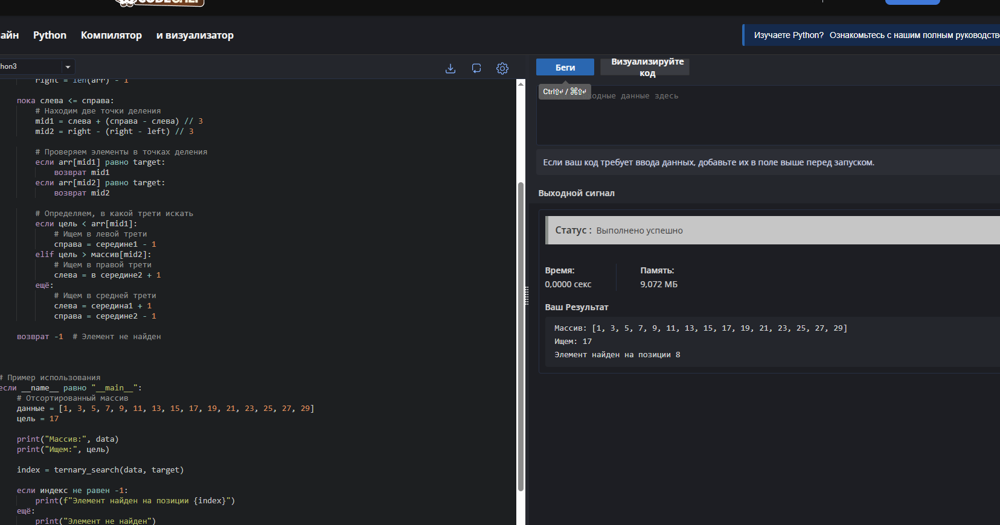 айн Python Компилятор и визуализатор
Изучаете Python? Ознакомьтесь с нашим полным руководств
hon3
right = len(arr) - 1
пока слева <= справа:
# Находим две точки деления
mid1 = слева + (справа - слева) // 3
mid2 = right - (right - left) // 3
# Проверяем элементы в точках деления
если arr[mid1] равно target:
возврат mid1
если arr[mid2] равно target:
возврат mid2
# Определяем, в какой трети искать
если цель < arr[mid1]:
# Ищем в левой трети
справа = середине1 - 1
elif цель > массив[mid2]:
# Ищем в правой трети
слева = в середине2 + 1
ещё:
# Ищем в средней трети
слева = середина1 + 1
справа = середине2 - 1
возврат -1  # Элемент не найден
# Пример использования
если __name__ равно "__main__":
# Отсортированный массив
данные = [1, 3, 5, 7, 9, 11, 13, 15, 17, 19, 21, 23, 25, 27, 29]
цель = 17
print("Массив:", data)
print("Ищем:", цель)
index = ternary_search(data, target)
если индекс не равен -1:
print(f"Элемент найден на позиции {index}")
ещё:
print("Элемент не найден")
Беги
Визуализируйте
код
Ctrl⇧↵ / ⌘⇧↵
одные данные здесь
Если ваш код требует ввода данных, добавьте их в поле выше перед запуском.
Выходной сигнал
Статус : Выполнено успешно
Время:
0,0000 секс
Память:
9,072 МБ
Ваш Результат
Массив: [1, 3, 5, 7, 9, 11, 13, 15, 17, 19, 21, 23, 25, 27, 29]
Ищем: 17
Элемент найден на позиции 8